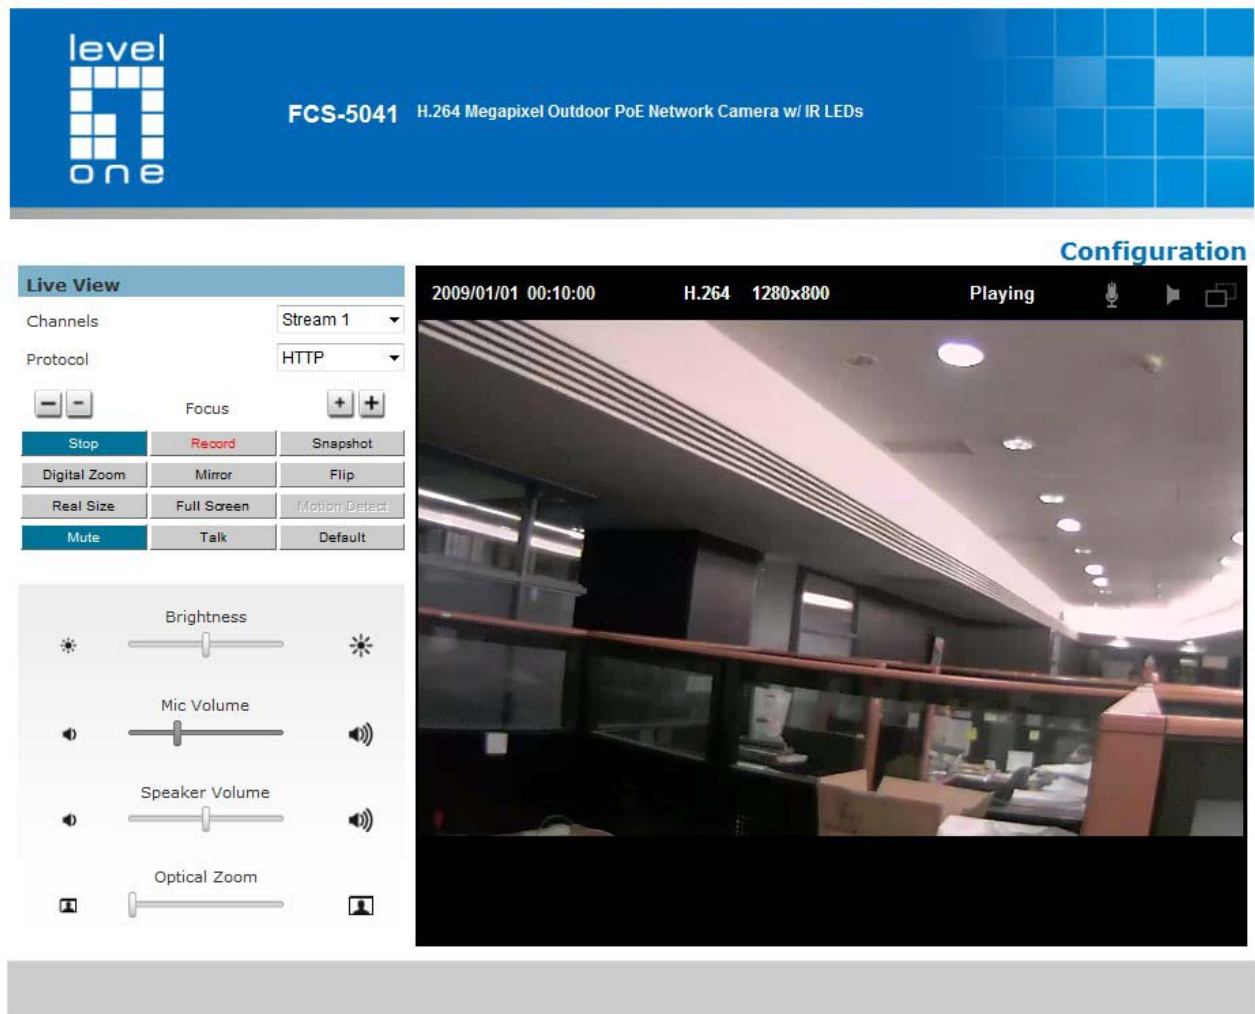 level
one
FCS-5041 H.264 Megapixel Outdoor PoE Network Camera w/ IR LEDs
Configuration
Live View
2009/01/01 00:10:00 H.264 1280x800 Playing
Channels Stream 1
Protocol HTTP
Focus
Stop Record Snapshot
Digital Zoom Mirror Flip
Real Size Full Screen Motion Detect
Mute Talk Default
Brightness
Mic Volume
Speaker Volume
Optical Zoom